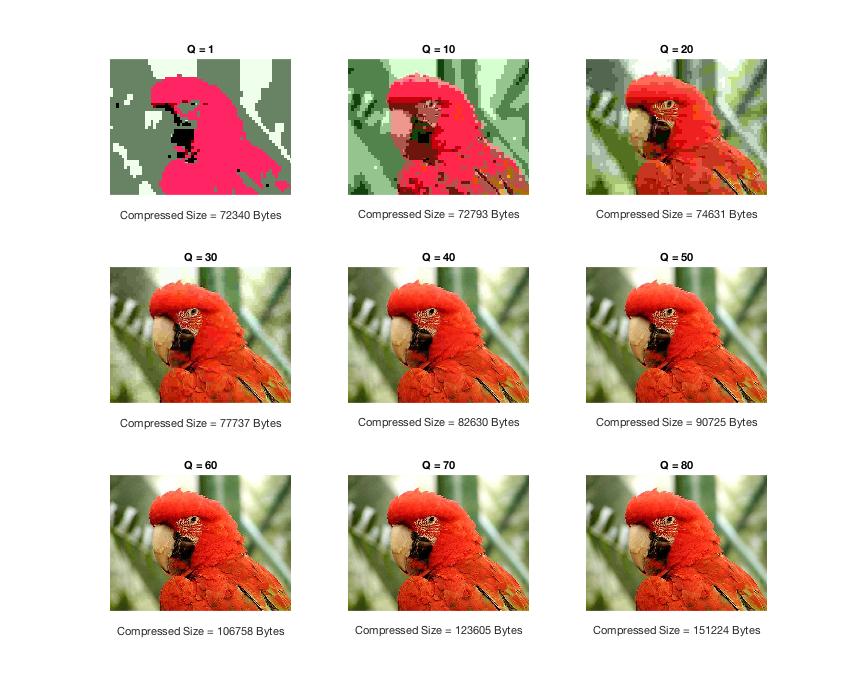 Q = 1
Q = 10
Q = 20
Compressed Size = 72340 Bytes
Compressed Size = 72793 Bytes
Compressed Size = 74631 Bytes
Q = 30
Q = 40
Q = 50
Compressed Size = 77737 Bytes
Compressed Size = 82630 Bytes
Compressed Size = 90725 Bytes
Q = 60
Q = 70
Q = 80
Compressed Size = 106758 Bytes
Compressed Size = 123605 Bytes
Compressed Size = 151224 Bytes